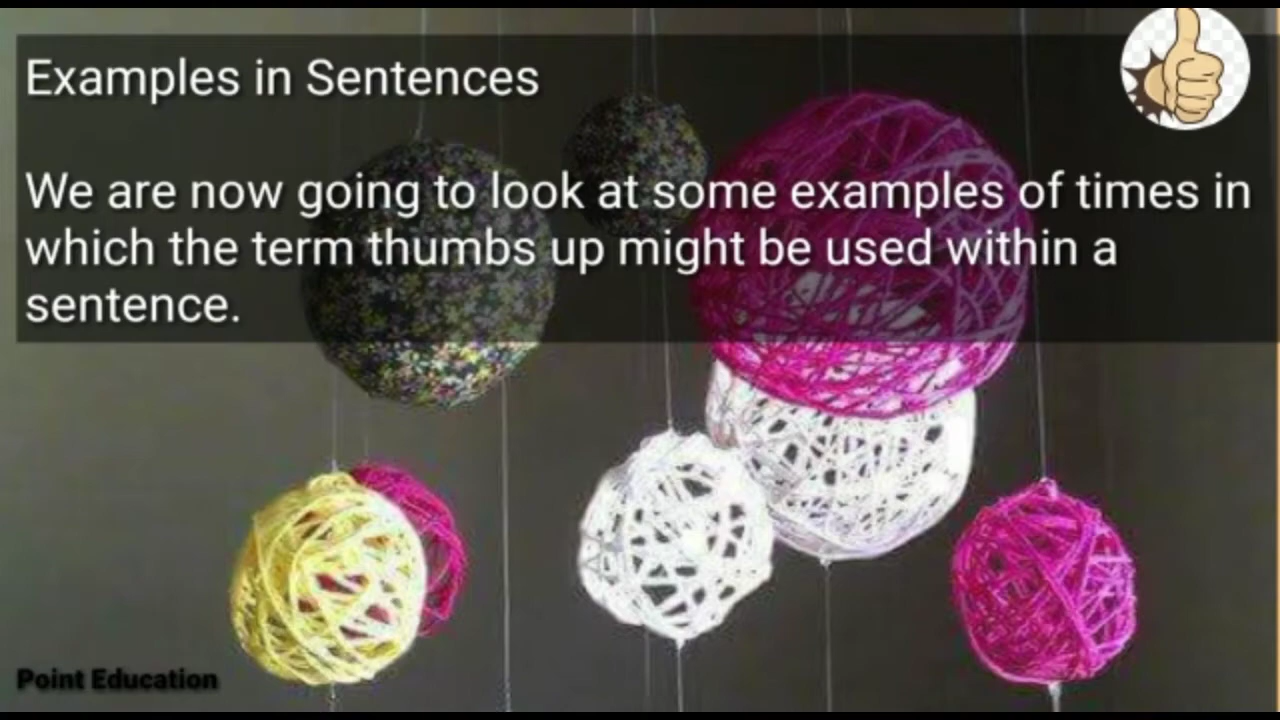 Examples in Sentences
We are now going to look at some examples of times in
which the term thumbs up might be used within a
sentence.
Point Education